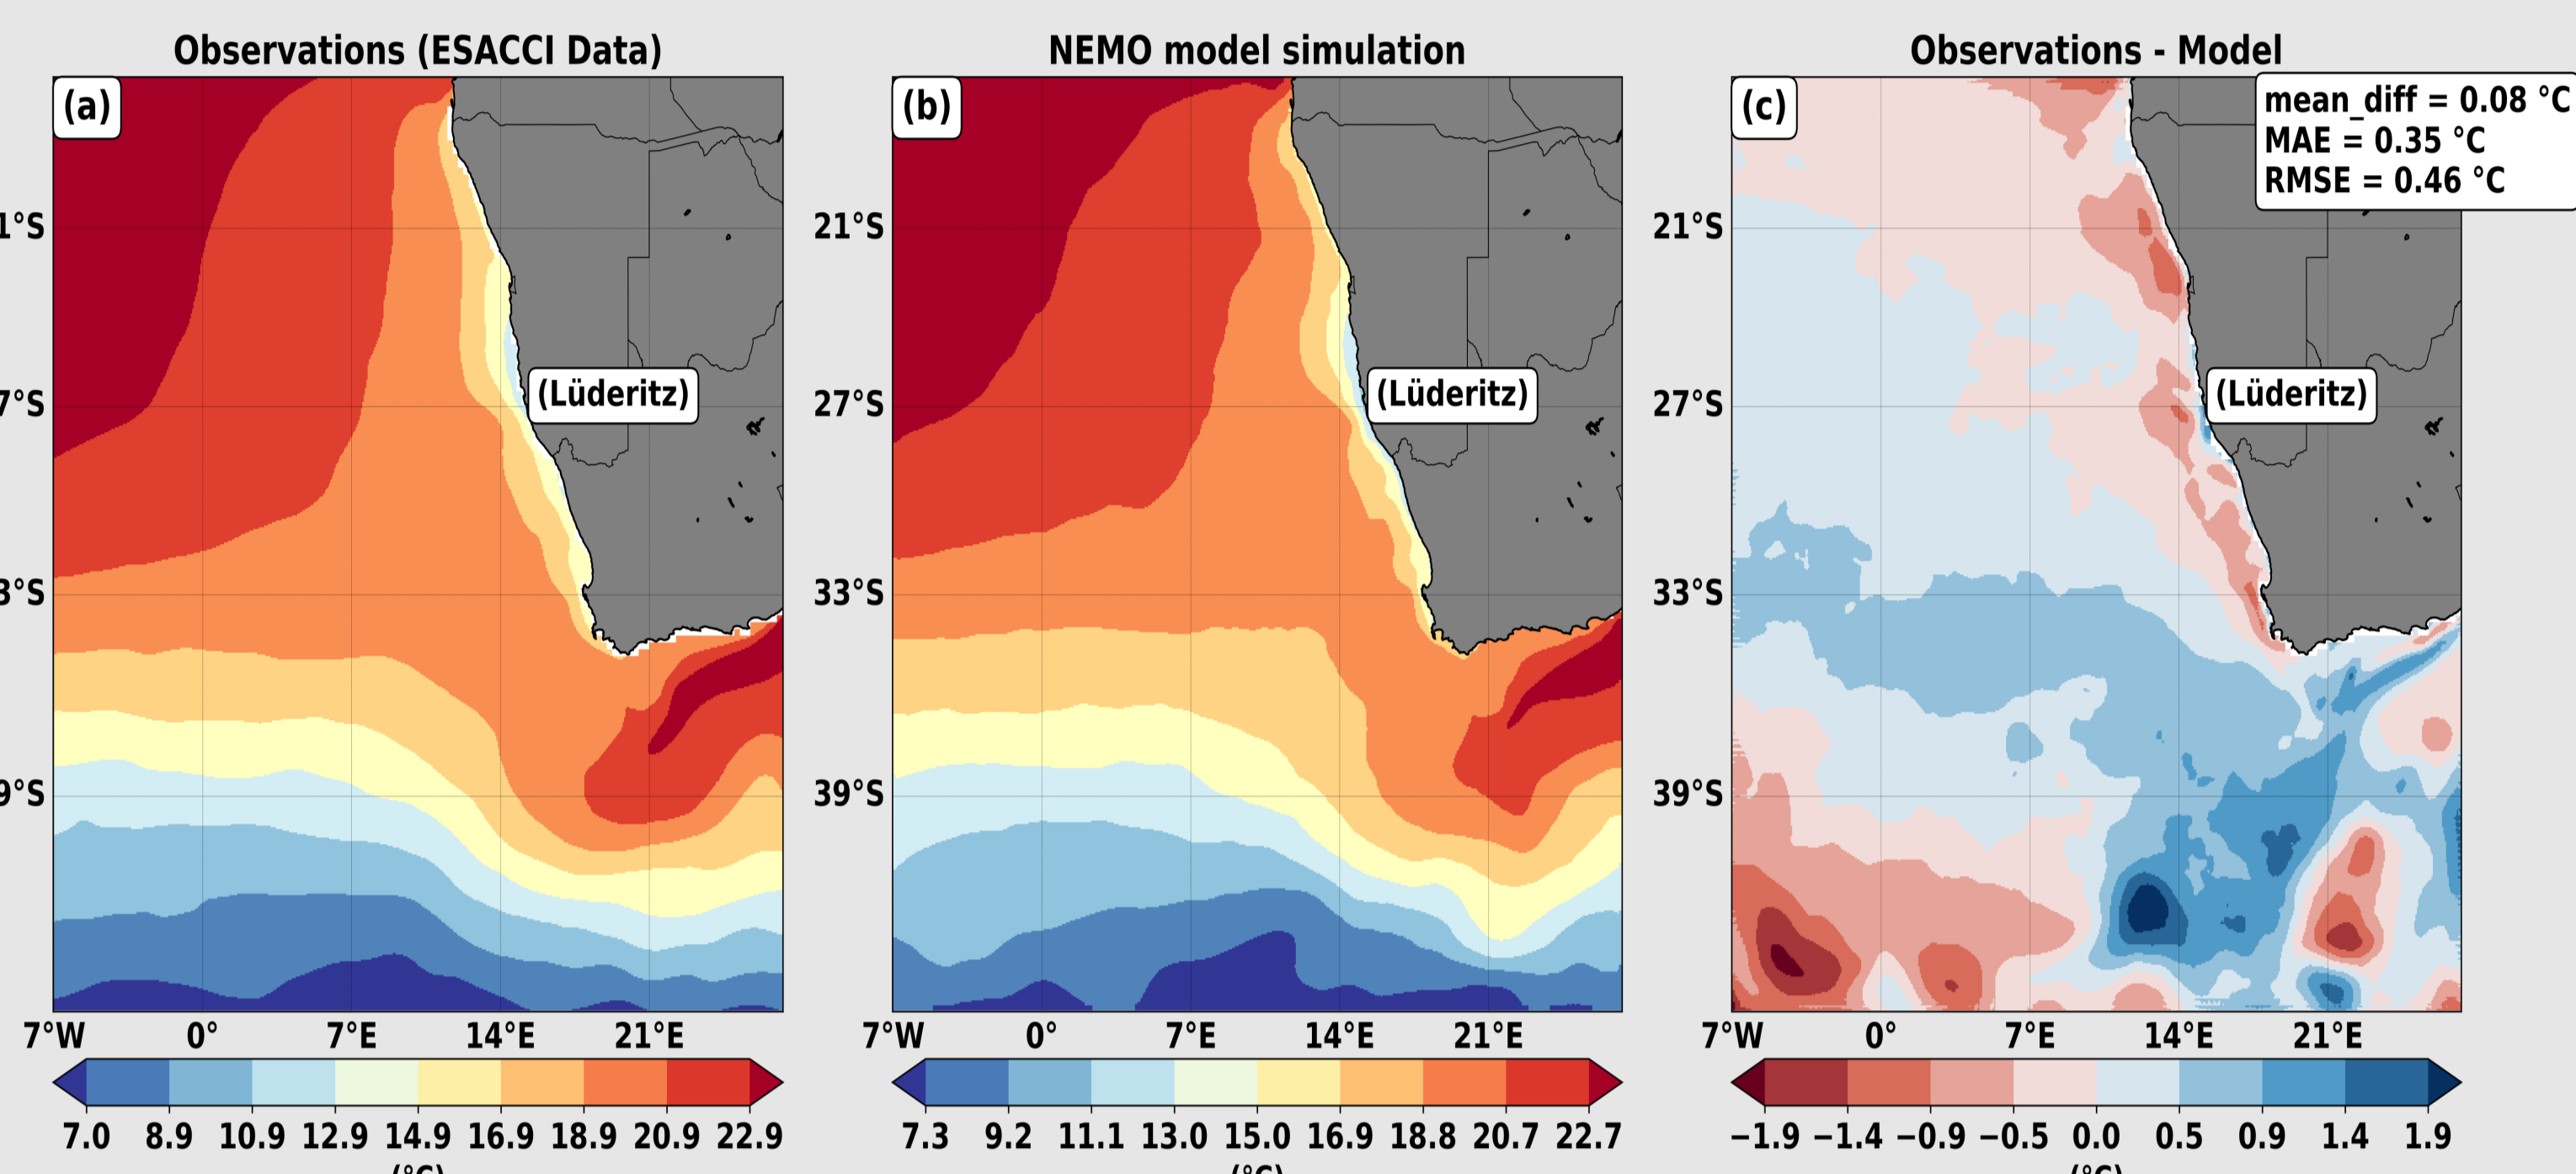 Observations (ESACCI Data)
NEMO model simulation
Observations - Model
(a)
(b)
(c)
mean_diff = 0.08 °C
MAE = 0.35 °C
RMSE = 0.46 °C
1°S
7°S
3°S
9°S
21°S
27°S
33°S
39°S
21°S
27°S
33°S
39°S
(Lüderitz)
(Lüderitz)
(Lüderitz)
7°W 0° 7°E 14°E 21°E
7°W 0° 7°E 14°E 21°E
7°W 0° 7°E 14°E 21°E
7.0 8.9 10.9 12.9 14.9 16.9 18.9 20.9 22.9
7.3 9.2 11.1 13.0 15.0 16.9 18.8 20.7 22.7
−1.9 −1.4 −0.9 −0.5 0.0 0.5 0.9 1.4 1.9
(°C)
(°C)
(°C)